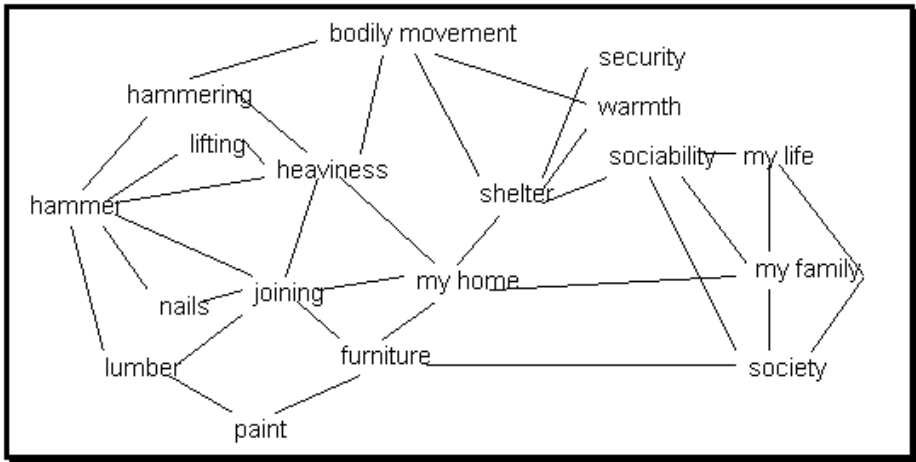 bodily movement
security
hammering
warmth
lifting
sociability
my life
heaviness
shelter
hammer
my family
my home
joining
nails
furniture
lumber
society
paint